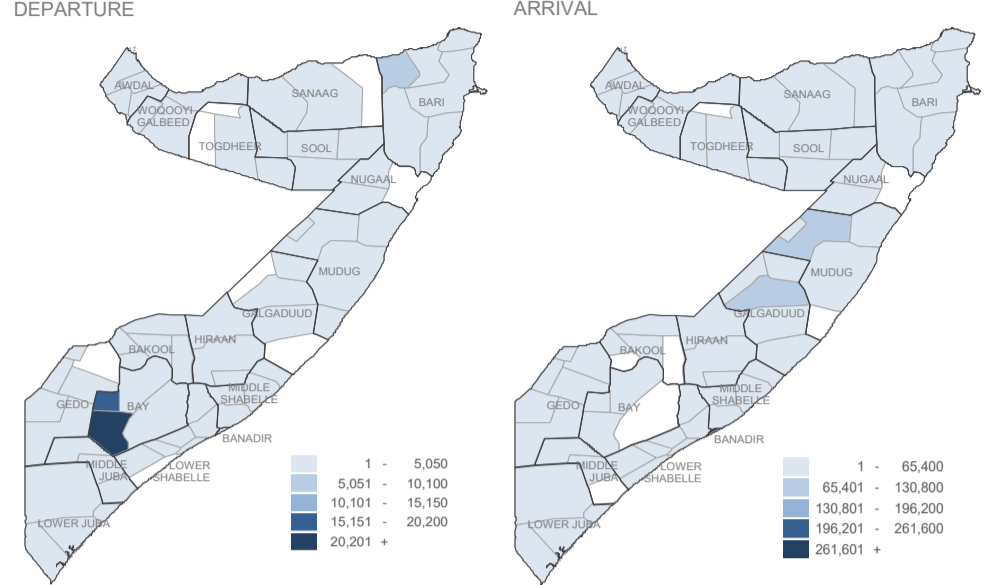 DEPARTURE
AWDAL
WOQOOYI
GALBEED
TOGDHEER
SANAAG
SOOL
BARI
NUGAAL
MUDUG
GALGADUUD
HIRAAN
BAKOOL
GEDO
BAY
MIDDLE
SHABELLE
BANADIR
MIDDLE
JUBA
LOWER
SHABELLE
LOWER JUBA
1 - 5,050
5,051 - 10,100
10,101 - 15,150
15,151 - 20,200
20,201 +
ARRIVAL
AWDAL
WOQOOYI
GALBEED
TOGDHEER
SANAAG
SOOL
BARI
NUGAAL
MUDUG
GALGADUUD
HIRAAN
BAKOOL
GEDO
BAY
MIDDLE
SHABELLE
BANADIR
MIDDLE
JUBA
LOWER
SHABELLE
LOWER JUBA
1 - 65,400
65,401 - 130,800
130,801 - 196,200
196,201 - 261,600
261,601 +